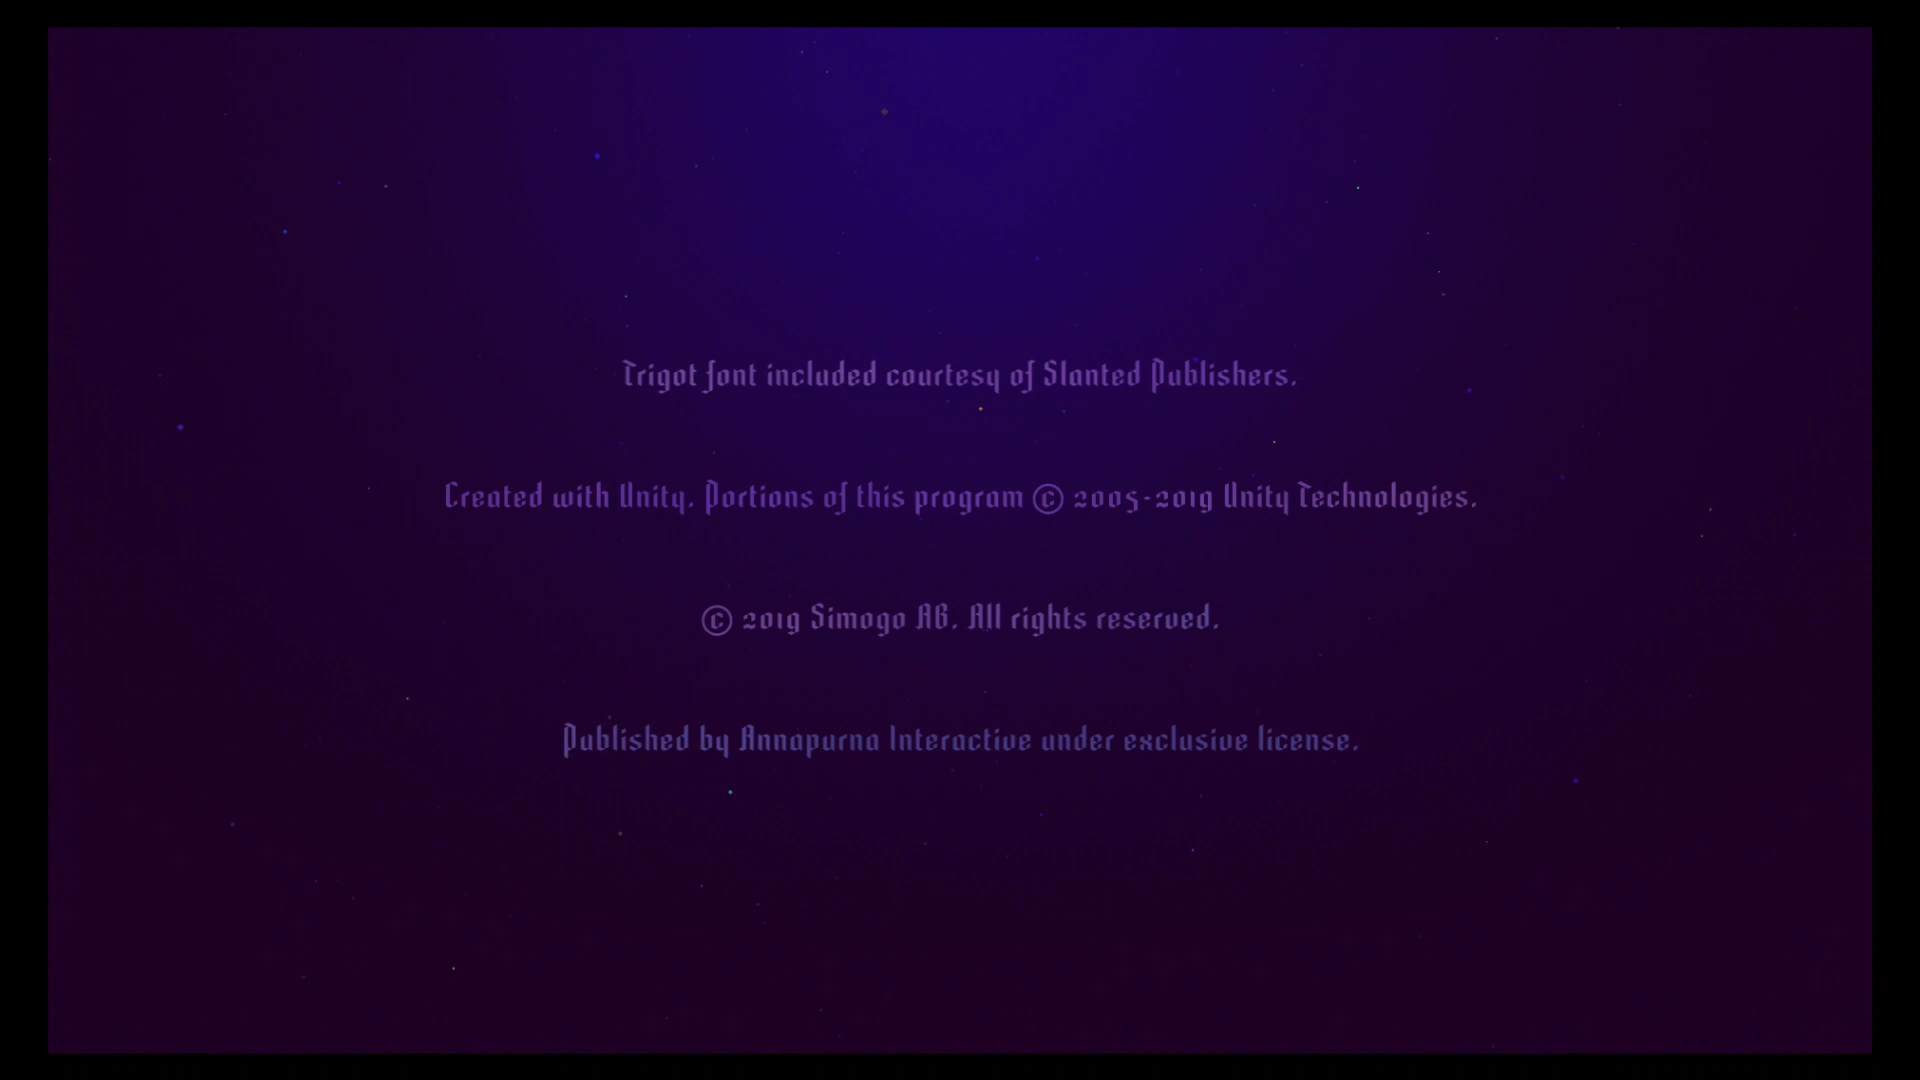 Trigot font included courtesy of Slanted Publishers.
Created with Unity. Portions of this program © 2005-2019 Unity Technologies.
© 2019 Simogo AB. All rights reserved.
Published by Annapurna Interactive under exclusive license.